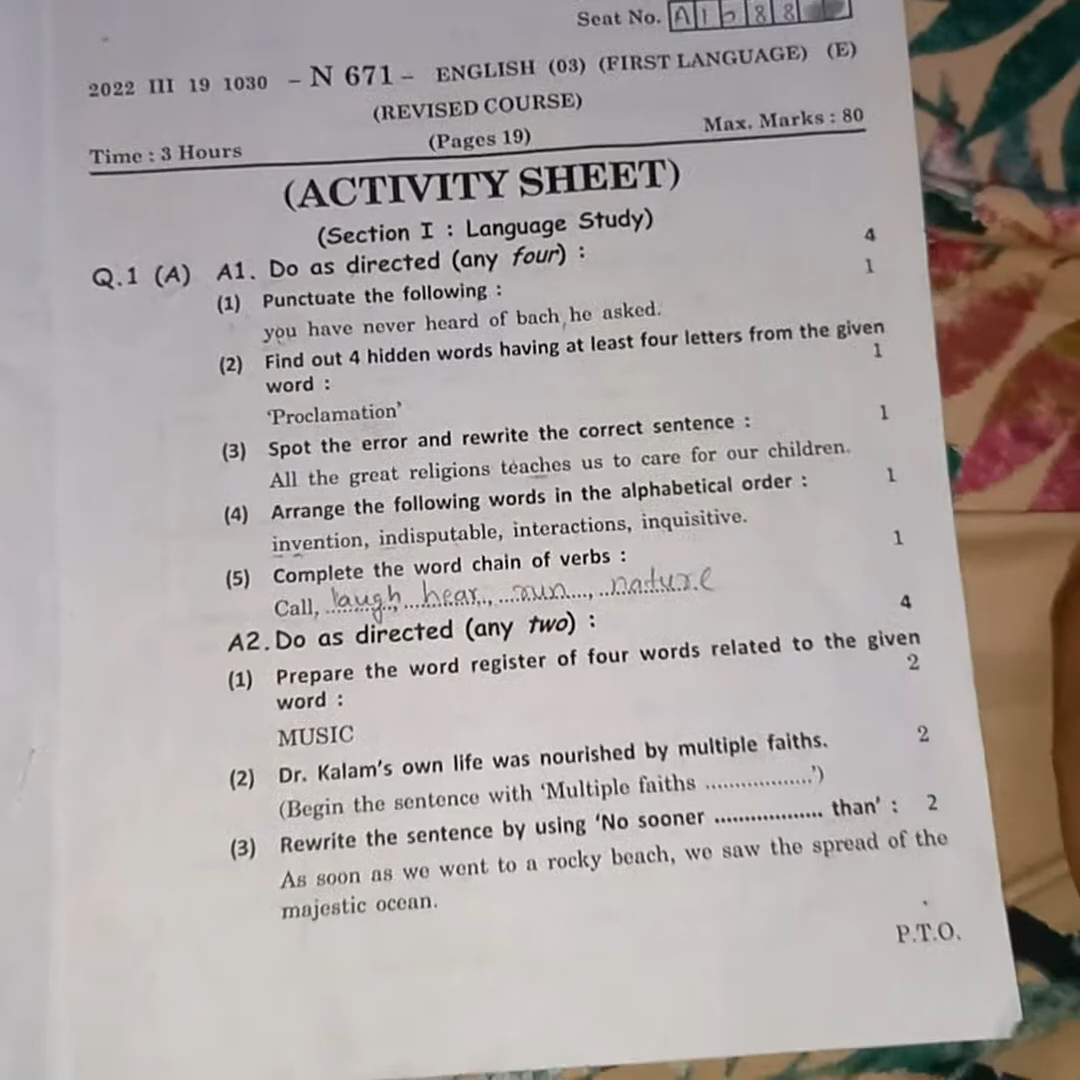 Seat No. A1588
2022 III 19 1030 – N 671 – ENGLISH (03) (FIRST LANGUAGE) (E)
(REVISED COURSE)
Time : 3 Hours (Pages 19) Max. Marks : 80
(ACTIVITY SHEET)
(Section I : Language Study)
Q.1 (A) A1. Do as directed (any four) : 4
(1) Punctuate the following : 1
you have never heard of bach he asked.
(2) Find out 4 hidden words having at least four letters from the given
word : 1
‘Proclamation’
(3) Spot the error and rewrite the correct sentence : 1
All the great religions teaches us to care for our children.
(4) Arrange the following words in the alphabetical order : 1
invention, indisputable, interactions, inquisitive.
(5) Complete the word chain of verbs : 1
Call, laugh, hear, run, nature
A2. Do as directed (any two) : 4
(1) Prepare the word register of four words related to the given
word : 2
MUSIC
(2) Dr. Kalam’s own life was nourished by multiple faiths. 2
(Begin the sentence with ‘Multiple faiths ..................’)
(3) Rewrite the sentence by using ‘No sooner .................. than’ : 2
As soon as we went to a rocky beach, we saw the spread of the
majestic ocean.
P.T.O.